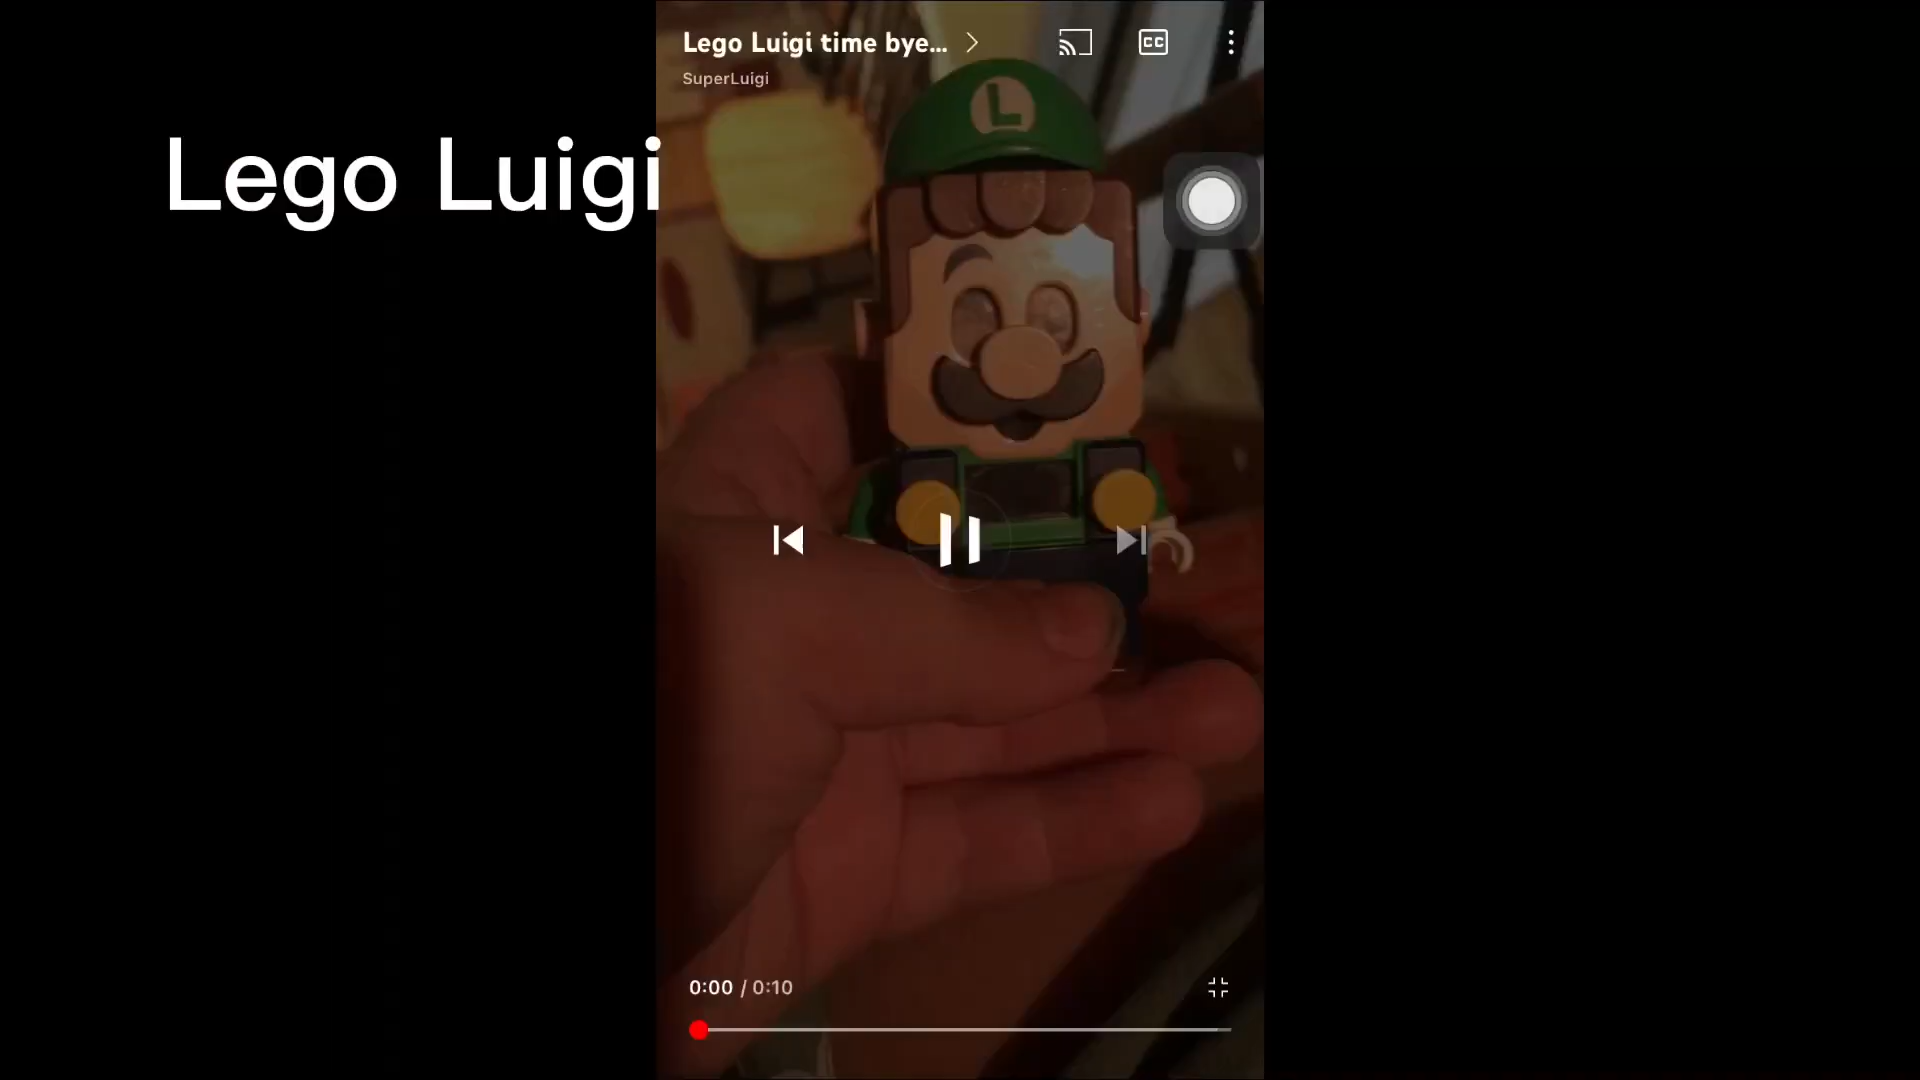 Lego Luigi time bye...
SuperLuigi
CC
L
Lego Luigi
0:00 / 0:10